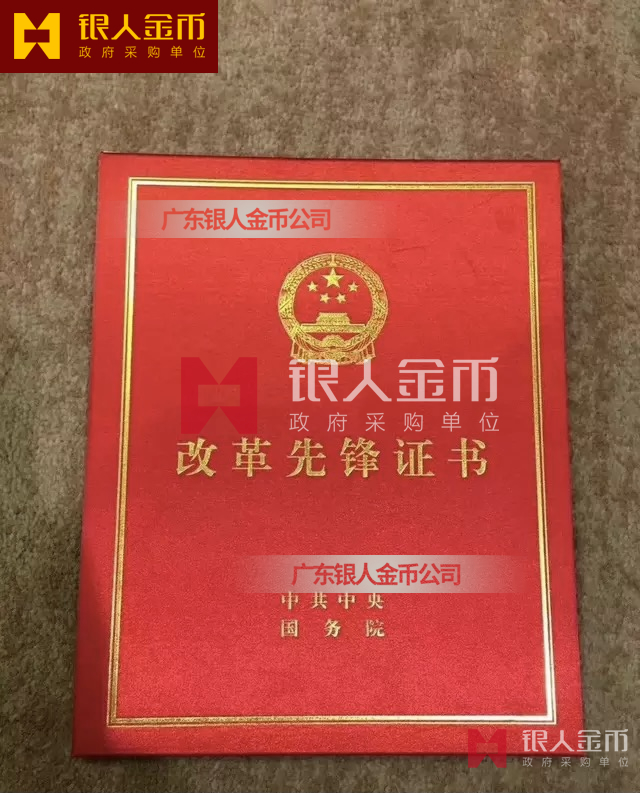 银人金币
政府采购单位
广东银人金币公司
银人金币
政府采购单位
改革先锋证书
广东银人金币公司
中共中央
国务院
银人金币
政府采购单位